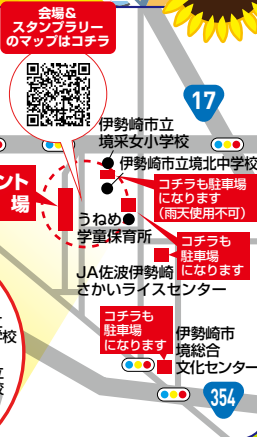 会場&
スタンプラリー
のマップはコチラ
17
伊勢崎市立
境采女小学校
伊勢崎市立境北中学校
コチラも駐車場
になります
（雨天使用不可）
ント
場
うねめ
学童保育所
コチラも
駐車場
になります
JA佐波伊勢崎
さかいライスセンター
コチラも
駐車場
になります
伊勢崎市
境総合
文化センター
学校
立
校
354